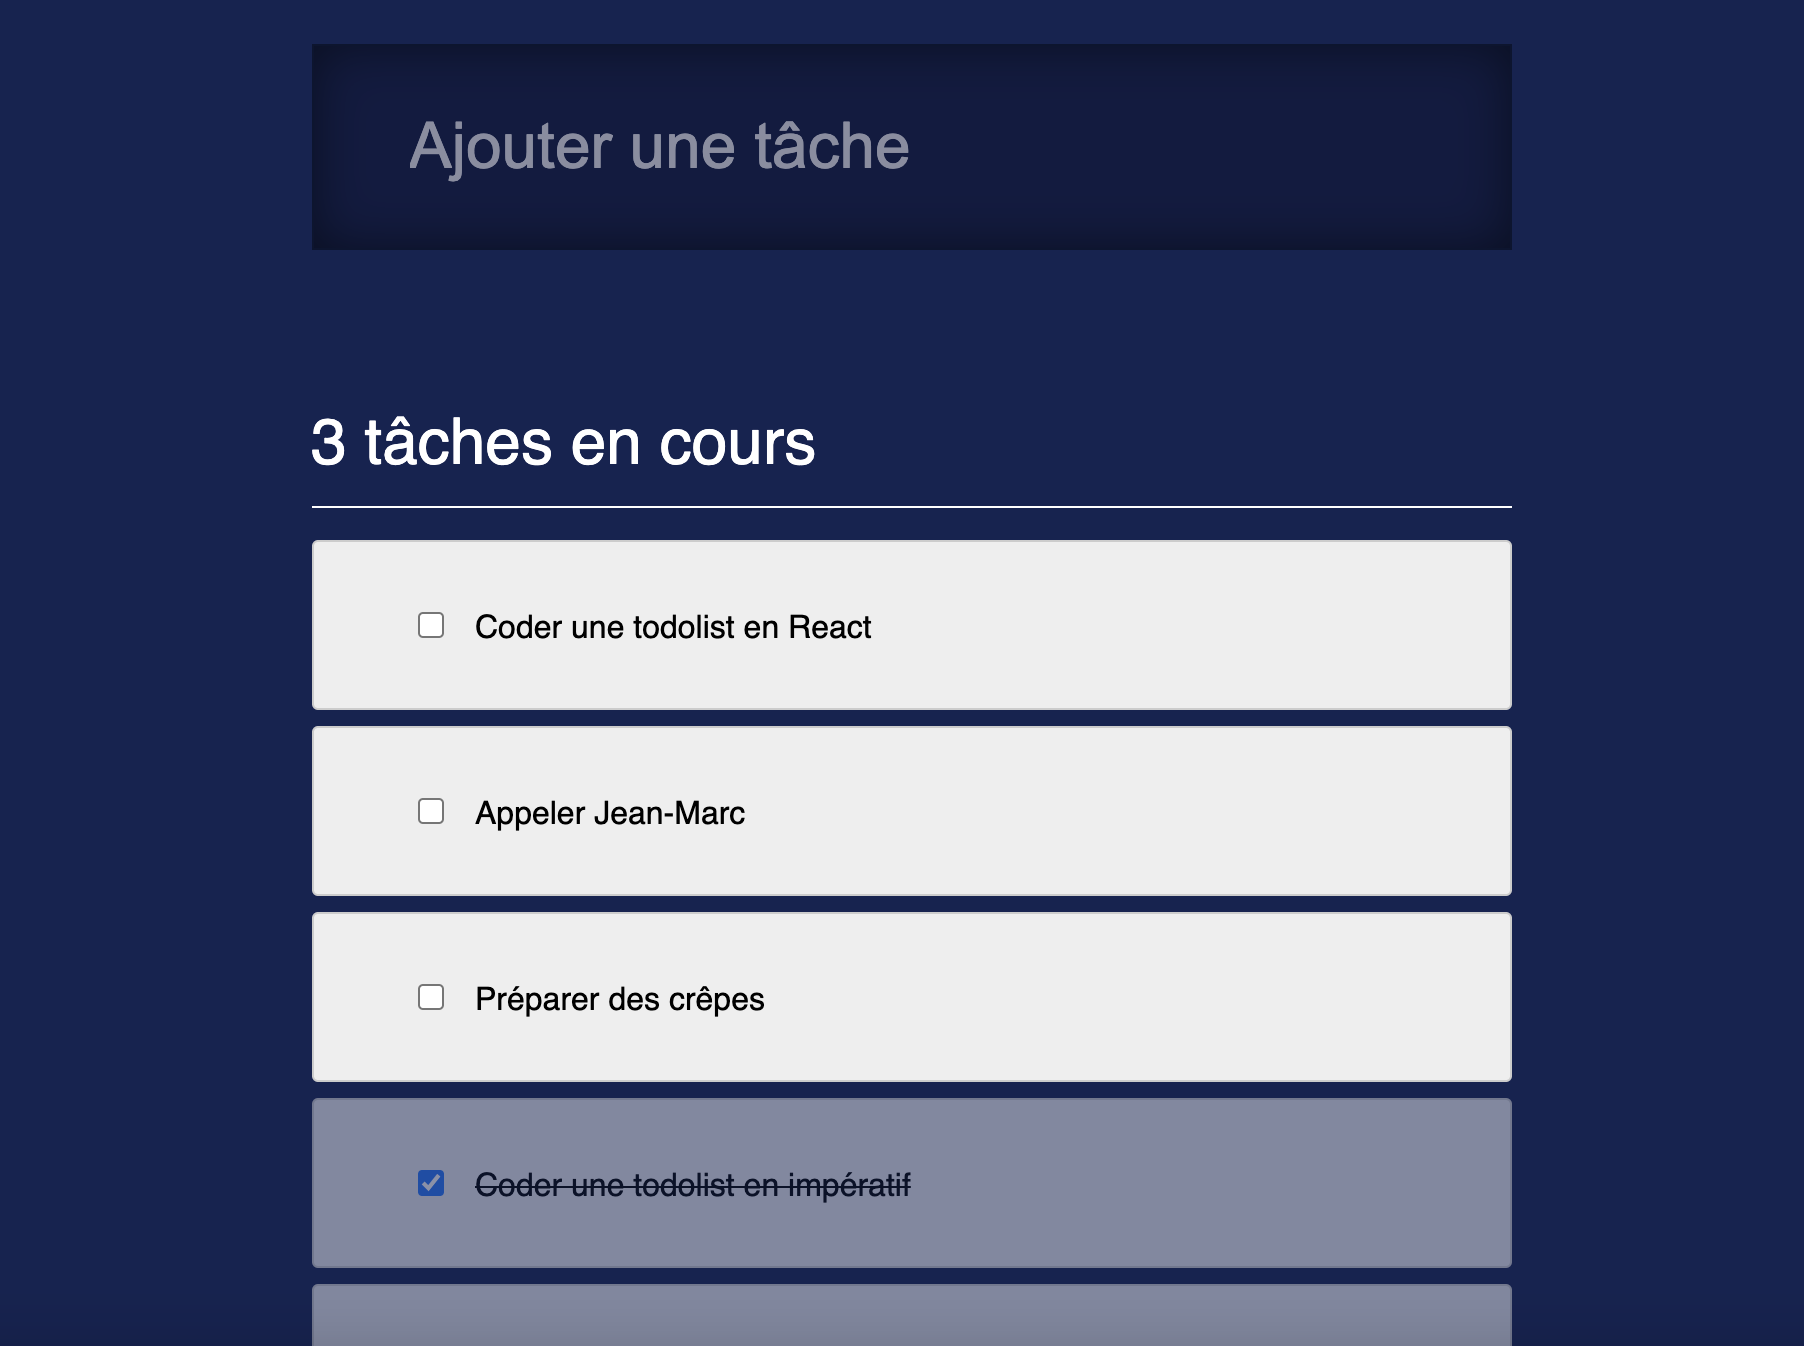 Ajouter une tâche
3 tâches en cours
Coder une todolist en React
Appeler Jean-Marc
Préparer des crêpes
Coder une todolist en impératif